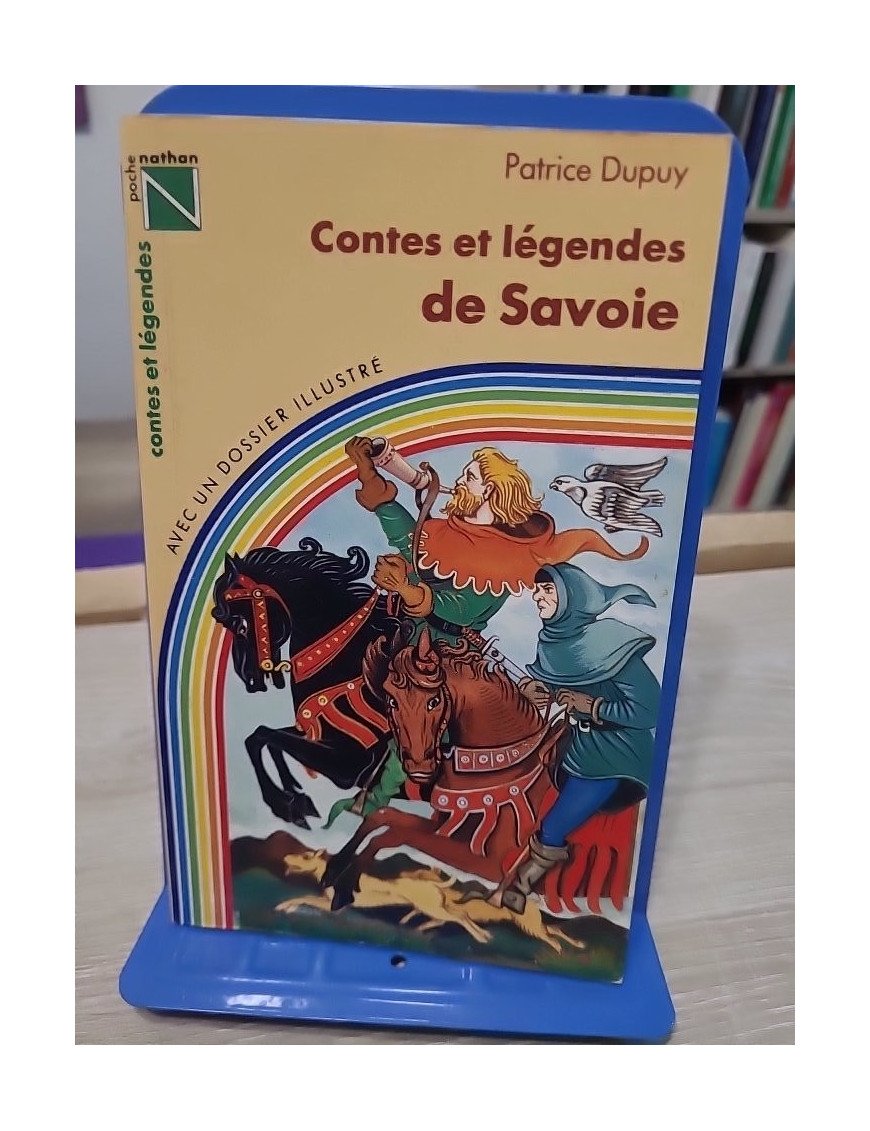 poche nathan
contes et légendes
Patrice Dupuy
Contes et légendes
de Savoie
AVEC UN DOSSIER ILLUSTRÉ